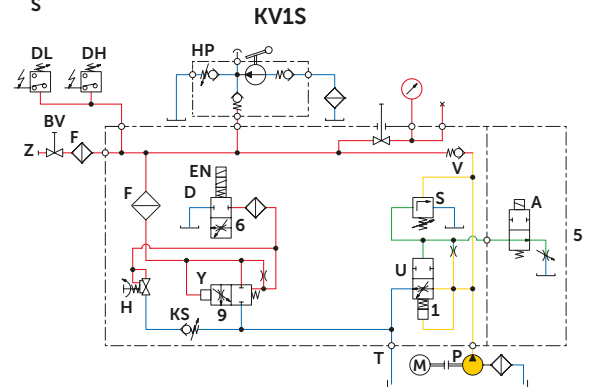 S
KV1S
DL DH HP
BV
Z F V
EN
F D S A
6 5
Y U
H 9 1
KS
T M P